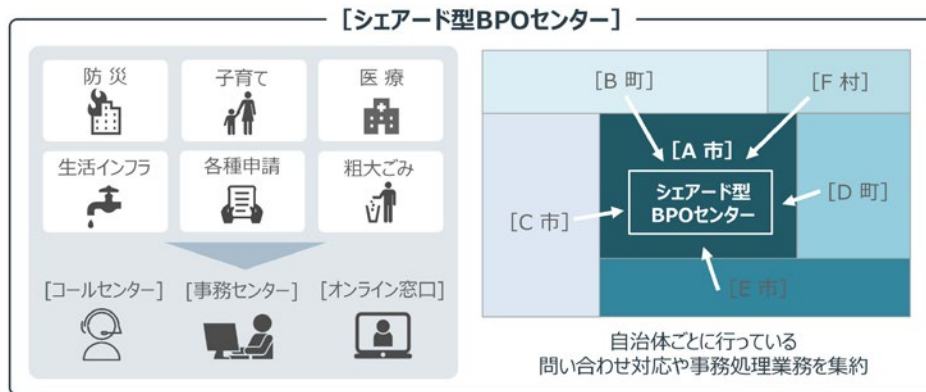 [シェアード型BPOセンター]
防 災
子育て
医 療
生活インフラ
各種申請
粗大ごみ
[コールセンター]
[事務センター]
[オンライン窓口]
[B 町]
[F 村]
[A 市]
シェアード型
BPOセンター
[C 市]
[D 町]
[E 市]
自治体ごとに行っている
問い合わせ対応や事務処理業務を集約